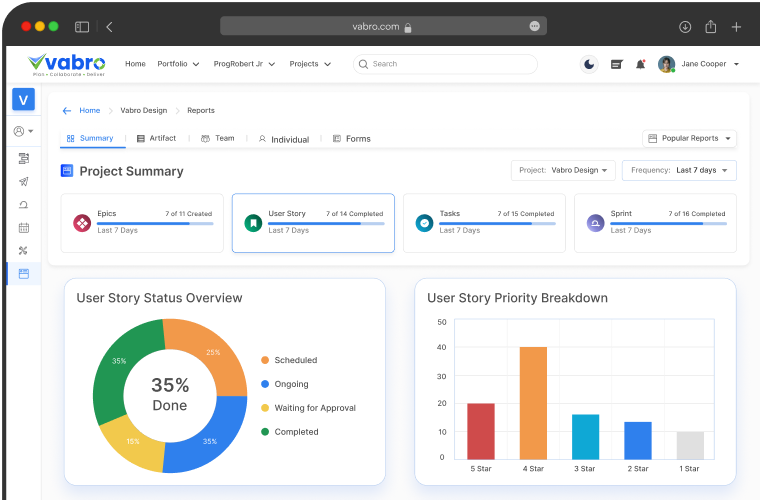 vabro.com
vabro
Plan • Collaborate • Deliver
Home Portfolio ProgRobert Jr Projects Search Jane Cooper
V
Home Vabro Design Reports
Summary Artifact Team Individual Forms Popular Reports
Project Summary
Project: Vabro Design Frequency: Last 7 days
Epics 7 of 11 Created
Last 7 Days
User Story 7 of 14 Completed
Last 7 Days
Tasks 7 of 15 Completed
Last 7 Days
Sprint 7 of 16 Completed
Last 7 Days
User Story Status Overview
25%
35%
15%
35%
35%
Done
Scheduled
Ongoing
Waiting for Approval
Completed
User Story Priority Breakdown
50
40
30
20
10
0
5 Star 4 Star 3 Star 2 Star 1 Star